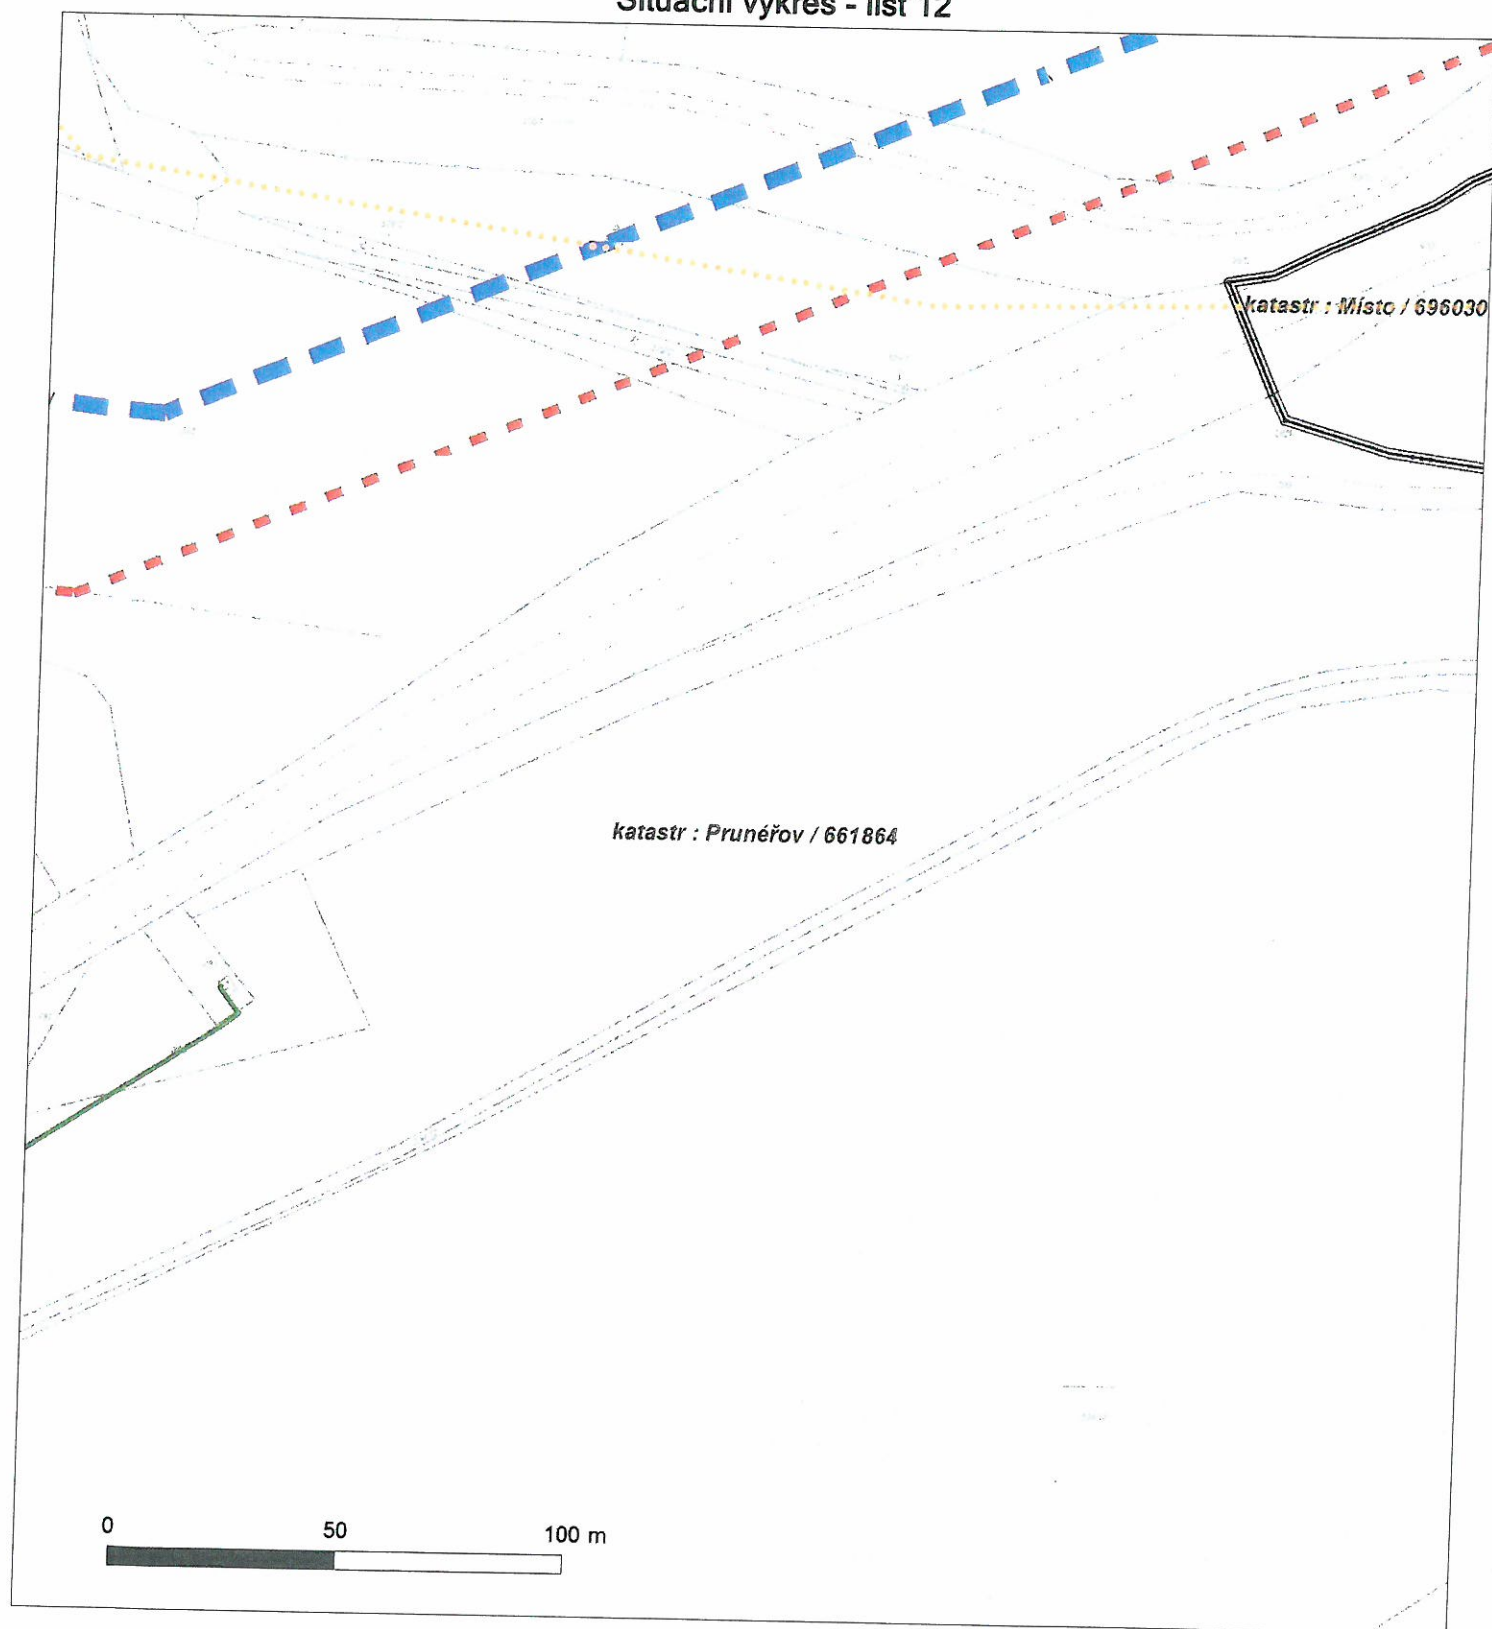 Situační výkres - list 12
katastr : Místo / 696030
katastr : Prunéřov / 661864
0 50 100 m